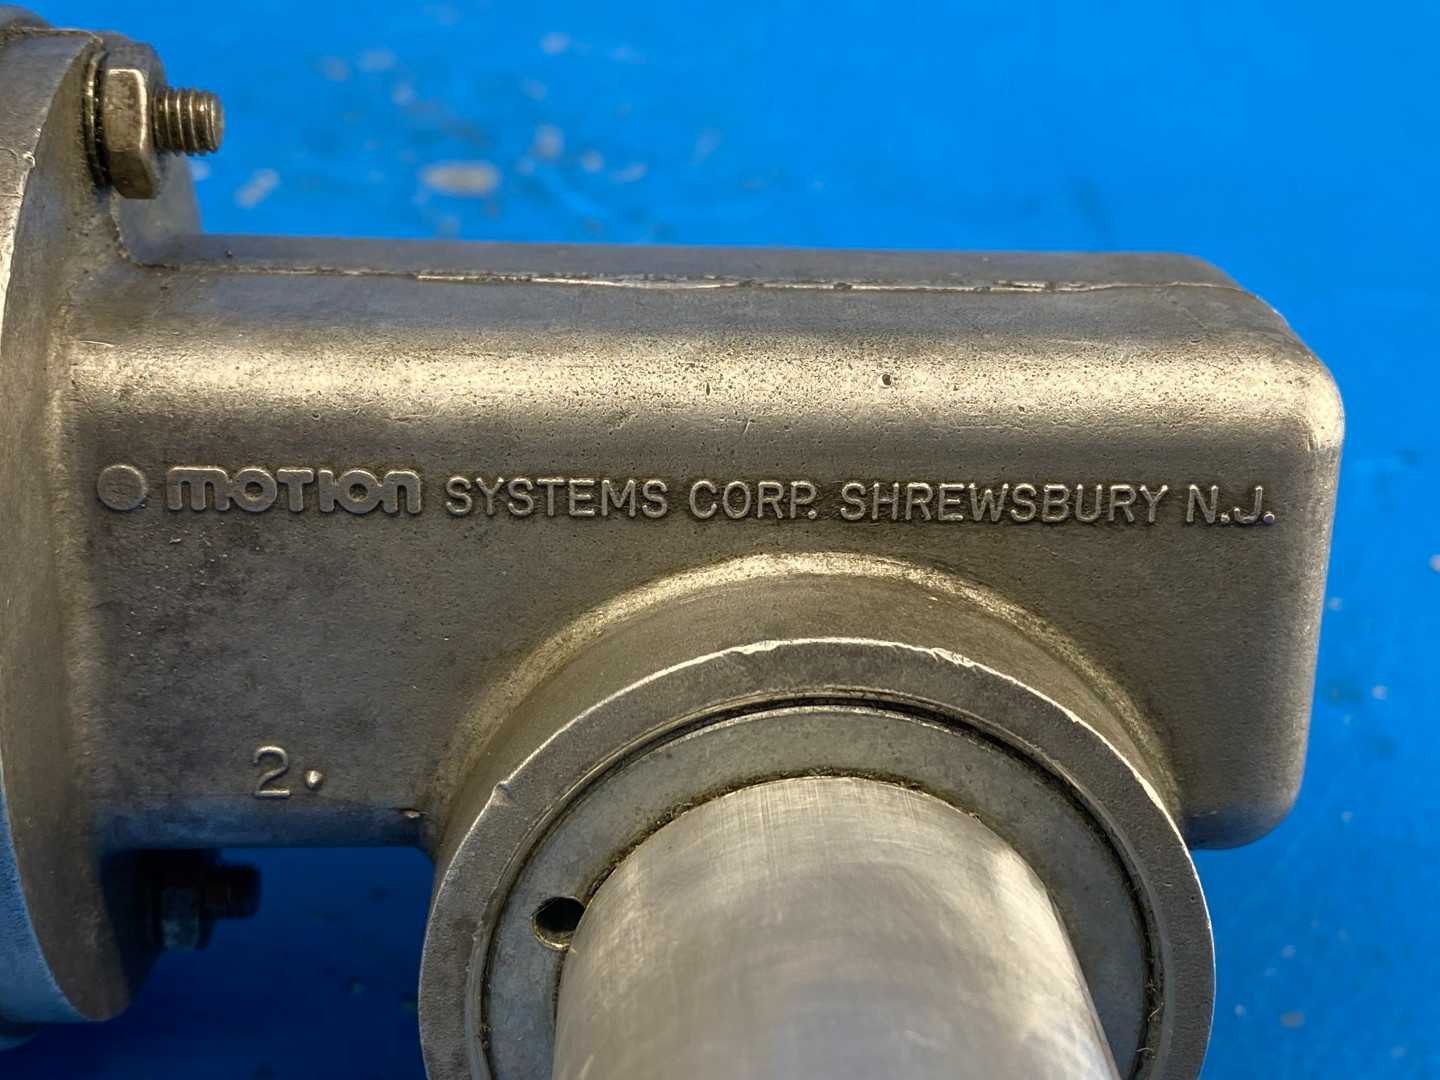 motion SYSTEMS CORP. SHREWSBURY N.J.
2.